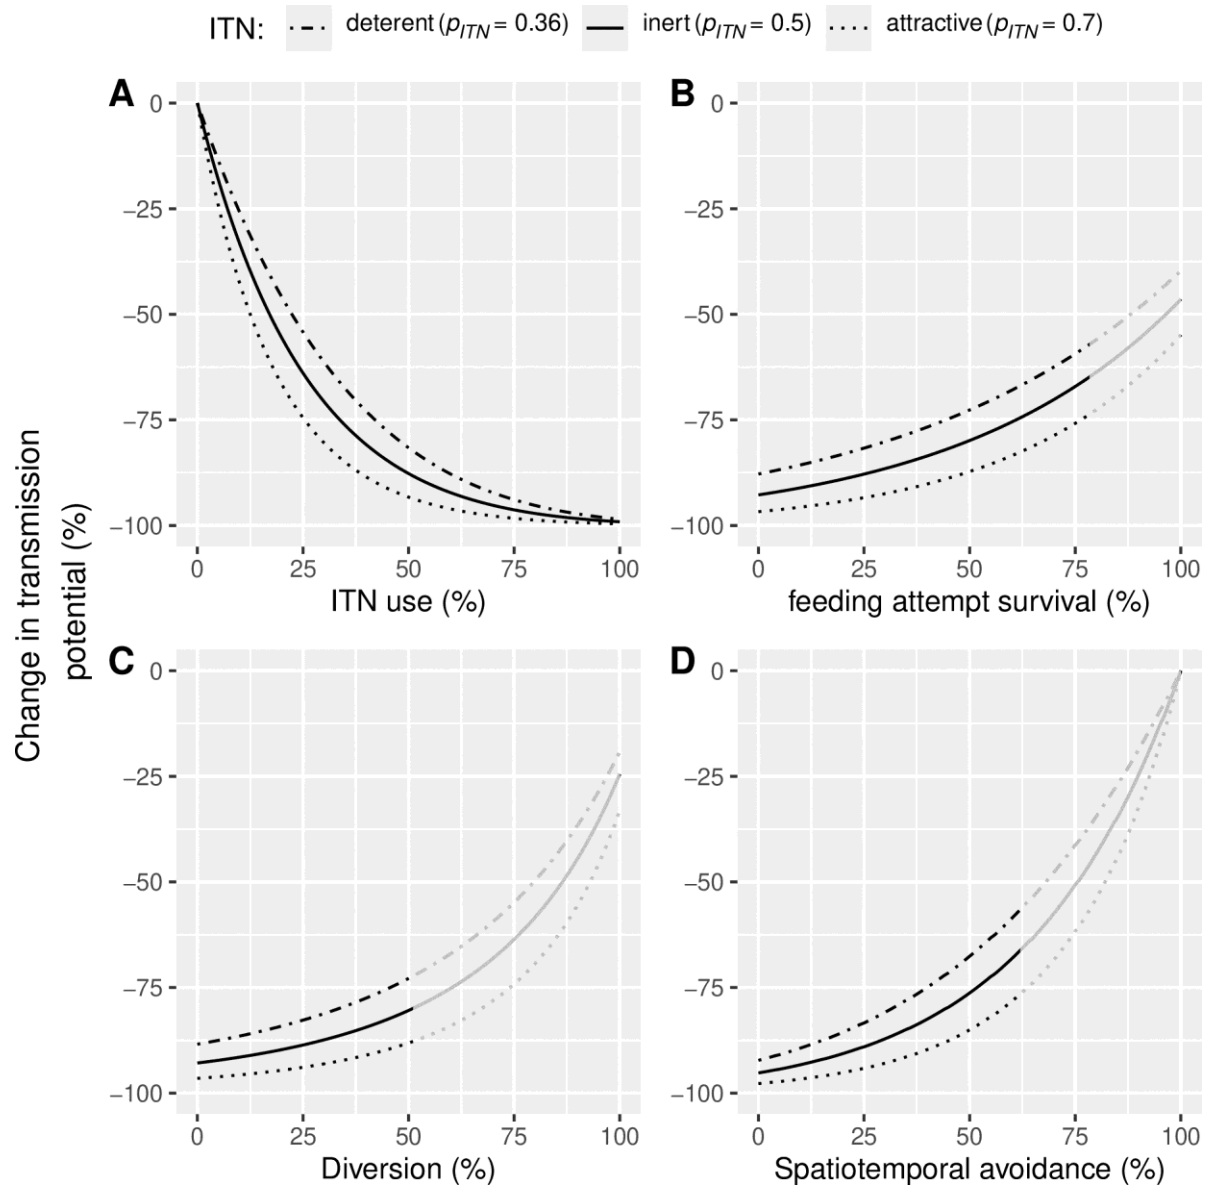 ITN: deterent (pITN = 0.36) inert (pITN = 0.5) attractive (pITN = 0.7)
A
B
0
−25
−50
−75
−100
0 25 50 75 100
ITN use (%)
0
−25
−50
−75
−100
0 25 50 75 100
feeding attempt survival (%)
Change in transmission
potential (%)
C
D
0
−25
−50
−75
−100
0 25 50 75 100
Diversion (%)
0
−25
−50
−75
−100
0 25 50 75 100
Spatiotemporal avoidance (%)